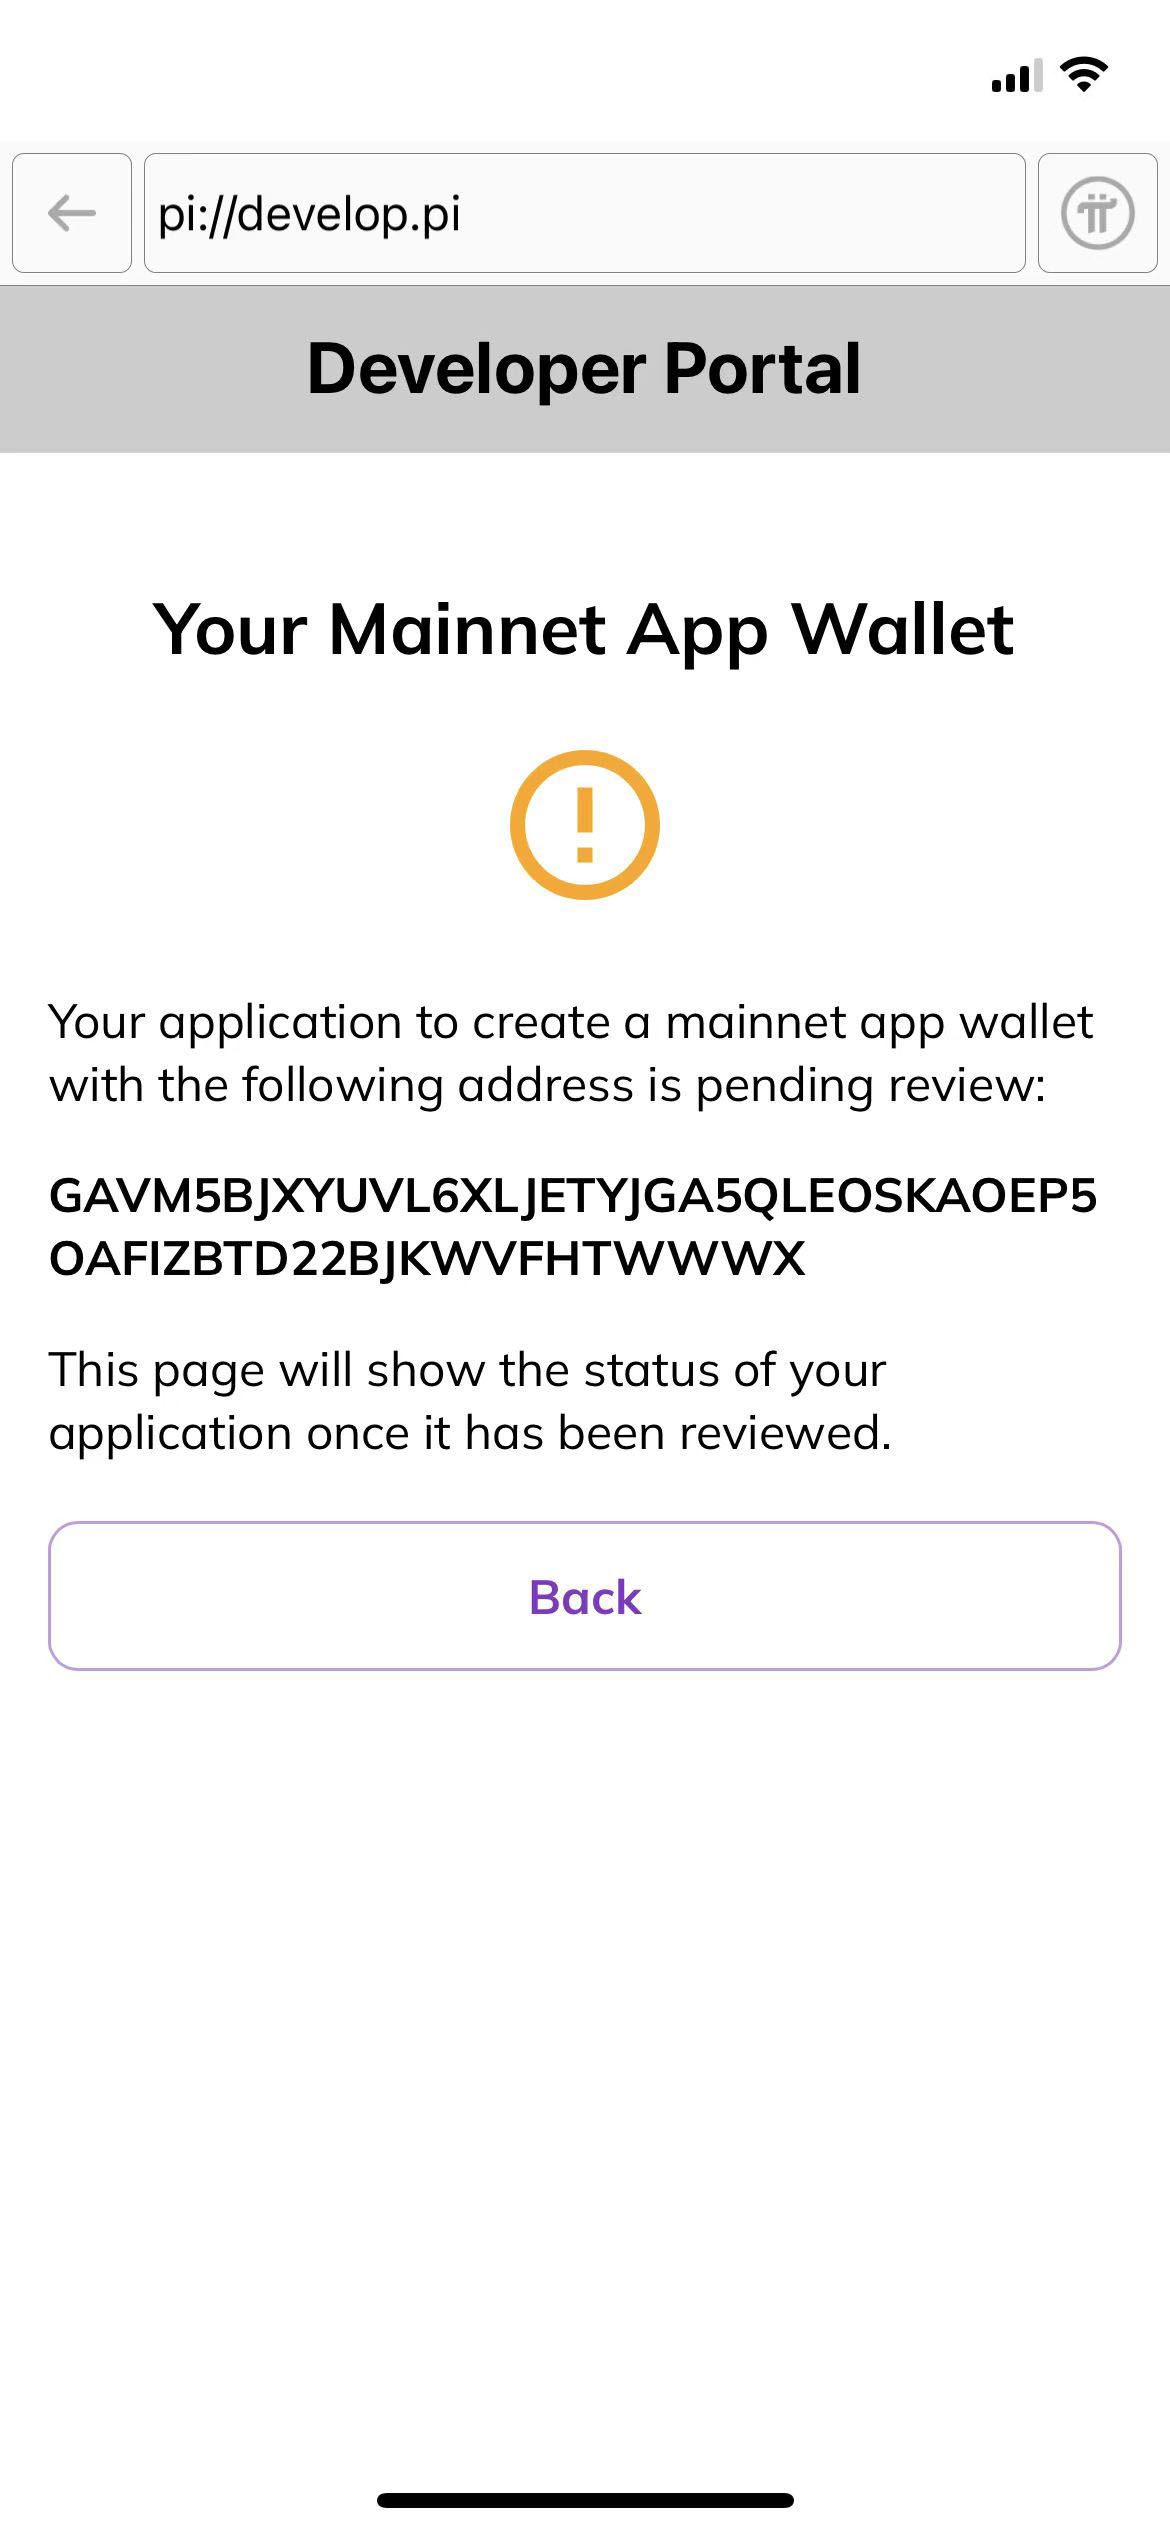 pi://develop.pi
Developer Portal
Your Mainnet App Wallet
Your application to create a mainnet app wallet
with the following address is pending review:
GAVM5BJXYUVL6XLJETYJGA5QLEOSKAOEP5
OAFIZBTD22BJKWVFHTWWWX
This page will show the status of your
application once it has been reviewed.
Back